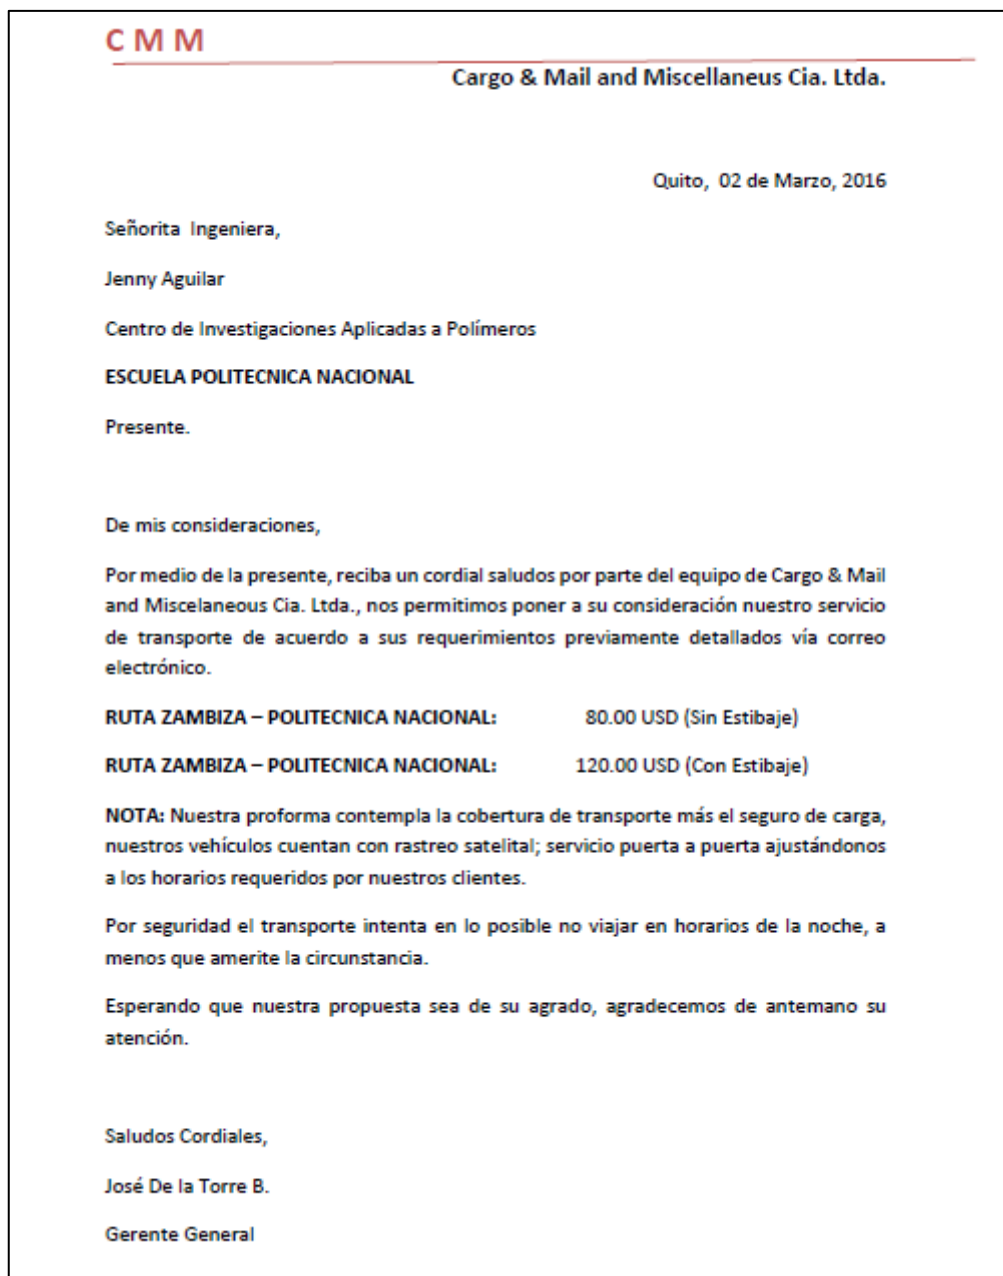 C M M
Cargo & Mail and Miscellaneus Cia. Ltda.
Quito, 02 de Marzo, 2016
Señorita Ingeniera,
Jenny Aguilar
Centro de Investigaciones Aplicadas a Polímeros
ESCUELA POLITECNICA NACIONAL
Presente.
De mis consideraciones,
Por medio de la presente, reciba un cordial saludos por parte del equipo de Cargo & Mail
and Miscelaneous Cia. Ltda., nos permitimos poner a su consideración nuestro servicio
de transporte de acuerdo a sus requerimientos previamente detallados vía correo
electrónico.
RUTA ZAMBIZA – POLITECNICA NACIONAL: 80.00 USD (Sin Estibaje)
RUTA ZAMBIZA – POLITECNICA NACIONAL: 120.00 USD (Con Estibaje)
NOTA: Nuestra proforma contempla la cobertura de transporte más el seguro de carga,
nuestros vehículos cuentan con rastreo satelital; servicio puerta a puerta ajustándonos
a los horarios requeridos por nuestros clientes.
Por seguridad el transporte intenta en lo posible no viajar en horarios de la noche, a
menos que amerite la circunstancia.
Esperando que nuestra propuesta sea de su agrado, agradecemos de antemano su
atención.
Saludos Cordiales,
José De la Torre B.
Gerente General